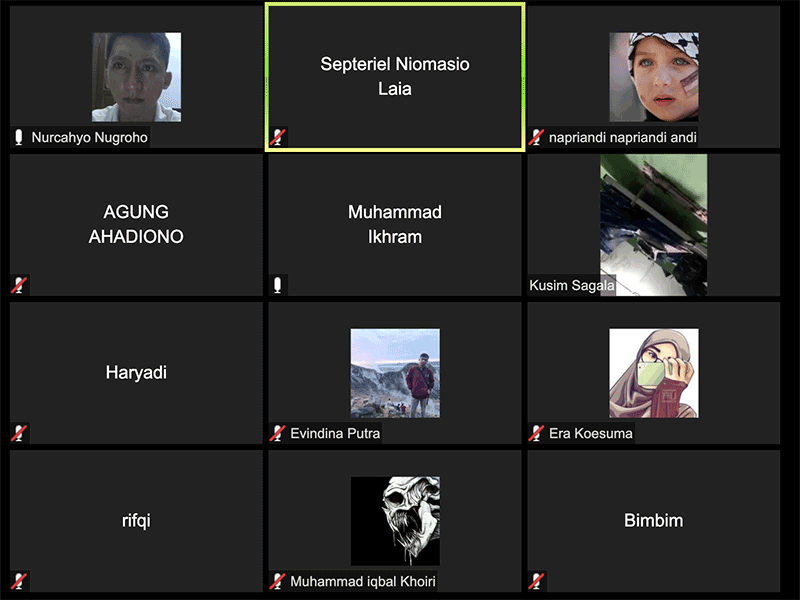 Nurcahyo Nugroho
Septeriel Niomasio
Laia
napriandi napriandi andi
AGUNG
AHADIONO
Muhammad
Ikhram
Kusim Sagala
Haryadi
Evindina Putra
Era Koesuma
rifqi
Muhammad iqbal Khoiri
Bimbim